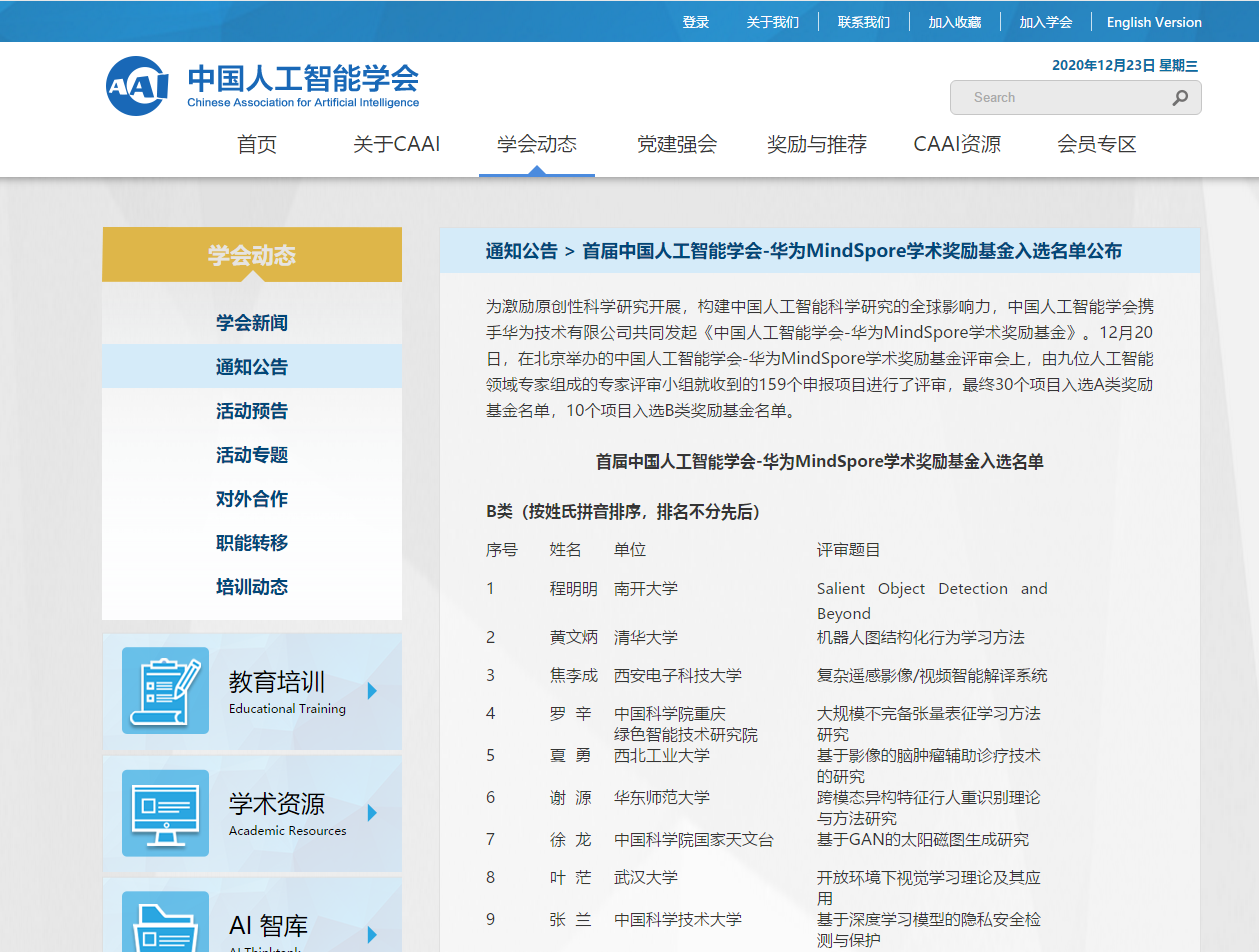 登录 关于我们 联系我们 加入收藏 加入学会 English Version
2020年12月23日 星期三
AAI 中国人工智能学会
Chinese Association for Artificial Intelligence
Search
首页 关于CAAI 学会动态 党建强会 奖励与推荐 CAAI资源 会员专区
学会动态
学会新闻
通知公告
活动预告
活动专题
对外合作
职能转移
培训动态
教育培训
Educational Training
学术资源
Academic Resources
AI 智库
AI Thinktank
通知公告 > 首届中国人工智能学会-华为MindSpore学术奖励基金入选名单公布
为激励原创性科学研究开展，构建中国人工智能科学研究的全球影响力，中国人工智能学会携
手华为技术有限公司共同发起《中国人工智能学会-华为MindSpore学术奖励基金》。12月20
日，在北京举办的中国人工智能学会-华为MindSpore学术奖励基金评审会上，由九位人工智能
领域专家组成的专家评审小组就收到的159个申报项目进行了评审，最终30个项目入选A类奖励
基金名单，10个项目入选B类奖励基金名单。
首届中国人工智能学会-华为MindSpore学术奖励基金入选名单
B类（按姓氏拼音排序，排名不分先后）
序号 姓名 单位 评审题目
1 程明明 南开大学 Salient Object Detection and
Beyond
2 黄文炳 清华大学 机器人图结构化行为学习方法
3 焦李成 西安电子科技大学 复杂遥感影像/视频智能解译系统
4 罗 辛 中国科学院重庆 大规模不完备张量表征学习方法
绿色智能技术研究院 研究
5 夏 勇 西北工业大学 基于影像的脑肿瘤辅助诊疗技术
的研究
6 谢 源 华东师范大学 跨模态异构特征行人重识别理论
与方法研究
7 徐 龙 中国科学院国家天文台 基于GAN的太阳磁图生成研究
8 叶 茫 武汉大学 开放环境下视觉学习理论及其应
用
9 张 兰 中国科学技术大学 基于深度学习模型的隐私安全检
测与保护